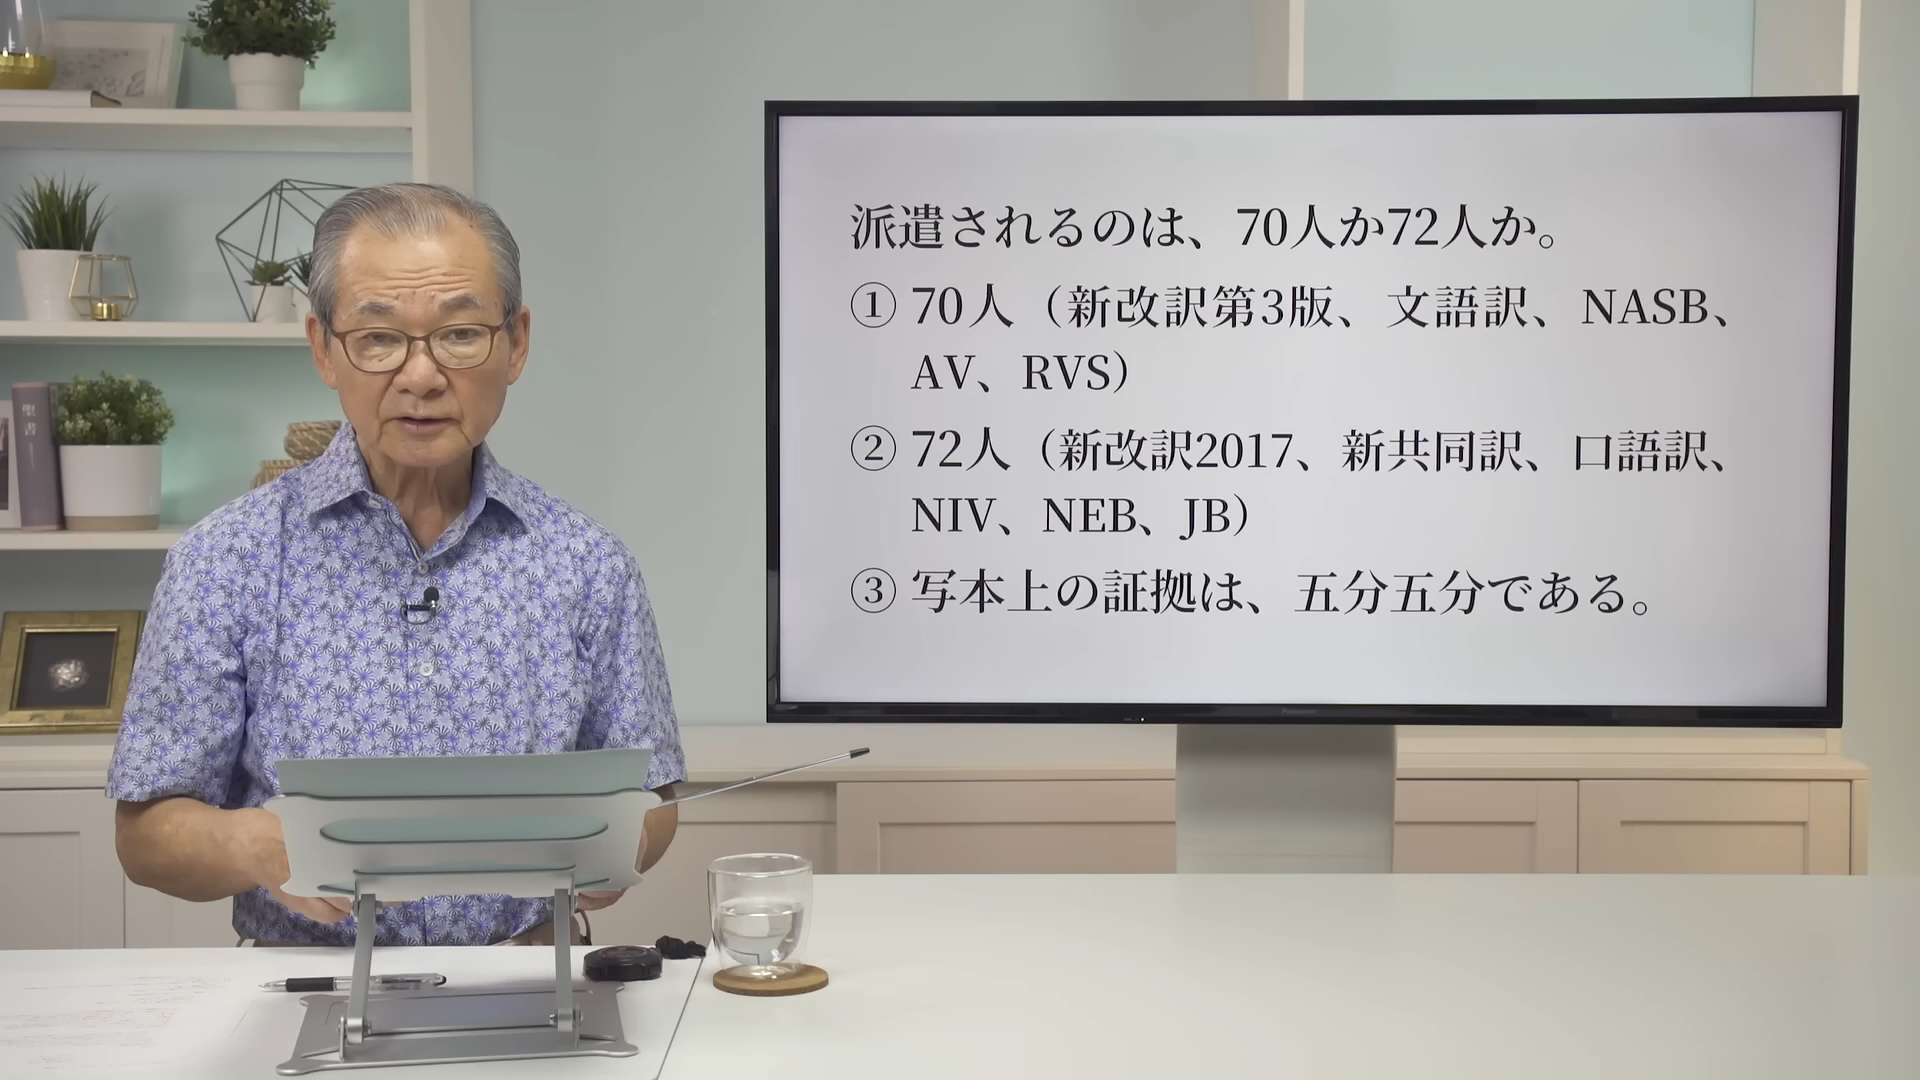 派遣されるのは、70人か72人か。
① 70人（新改訳第3版、文語訳、NASB、
AV、RVS）
② 72人（新改訳2017、新共同訳、口語訳、
NIV、NEB、JB）
③ 写本上の証拠は、五分五分である。
聖書